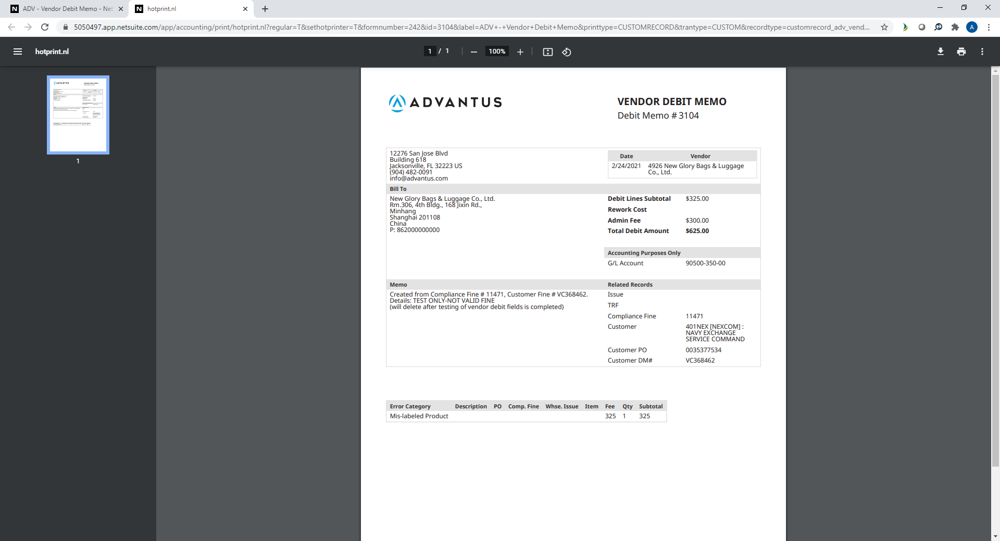 ADV - Vendor Debit Memo - Net
hotprint.nl
5050497.app.netsuite.com/app/accounting/print/hotprint.nl?regular=T&sethotprinter=T&formnumber=242&id=3104&label=ADV+-+Vendor+Debit+Memo&printtype=CUSTOMRECORD&trantype=CUSTOM&recordtype=customrecord_adv_vend...
A
hotprint.nl
1 / 1
100%
1
ADVANTUS
VENDOR DEBIT MEMO
Debit Memo # 3104
12276 San Jose Blvd
Building 618
Jacksonville, FL 32223 US
(904) 482-0091
info@advantus.com
Date Vendor
2/24/2021 4926 New Glory Bags & Luggage
Co., Ltd.
Bill To
New Glory Bags & Luggage Co., Ltd.
Rm.306, 4th Bldg., 168 Jixin Rd.,
Minhang
Shanghai 201108
China
P: 862000000000
Debit Lines Subtotal $325.00
Rework Cost
Admin Fee $300.00
Total Debit Amount $625.00
Accounting Purposes Only
G/L Account 90500-350-00
Memo
Created from Compliance Fine # 11471, Customer Fine # VC368462.
Details: TEST ONLY-NOT VALID FINE
(will delete after testing of vendor debit fields is completed)
Related Records
Issue
TRF
Compliance Fine 11471
Customer 401NEX [NEXCOM] :
NAVY EXCHANGE
SERVICE COMMAND
Customer PO 0035377534
Customer DM# VC368462
Error Category Description PO Comp. Fine Whse. Issue Item Fee Qty Subtotal
Mis-labeled Product 325 1 325